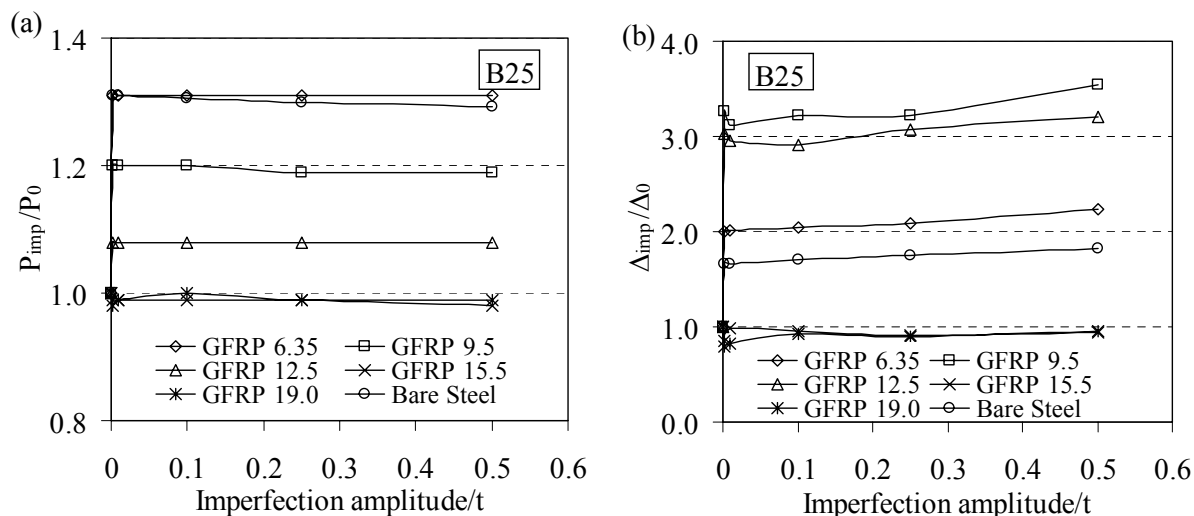 (a)
B25
P_imp/P_0
1.4
1.2
1.0
0.8
GFRP 6.35 GFRP 9.5
GFRP 12.5 GFRP 15.5
GFRP 19.0 Bare Steel
0 0.1 0.2 0.3 0.4 0.5 0.6
Imperfection amplitude/t
(b)
B25
Δ_imp/Δ_0
4.0
3.0
2.0
1.0
0.0
GFRP 6.35 GFRP 9.5
GFRP 12.5 GFRP 15.5
GFRP 19.0 Bare Steel
0 0.1 0.2 0.3 0.4 0.5 0.6
Imperfection amplitude/t